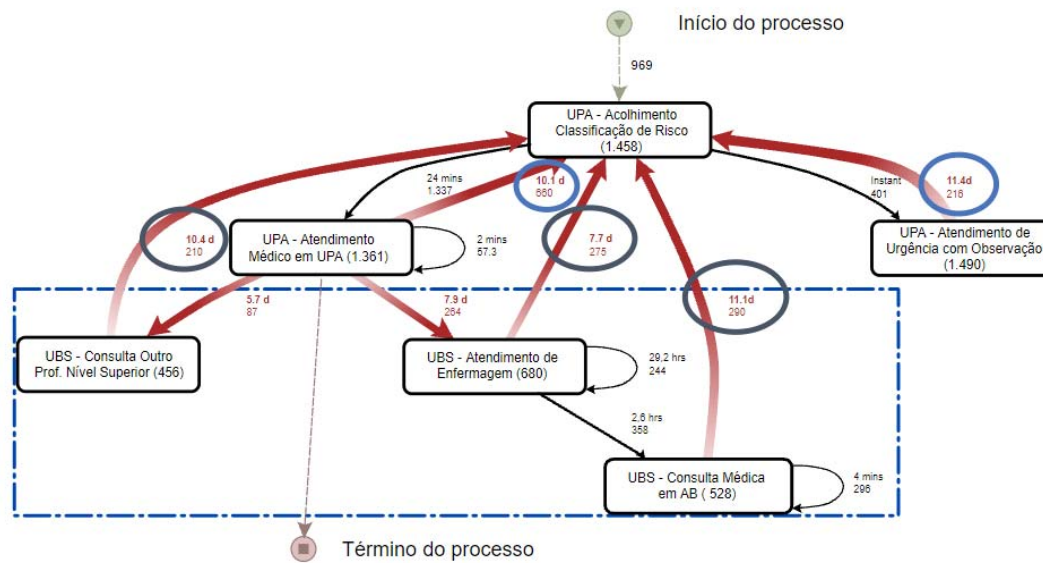 Início do processo
969
UPA - Acolhimento
Classificação de Risco
(1.458)
24 mins
1.337
10.1 d
660
Instant
401
11.4d
216
10.4 d
210
UPA - Atendimento
Médico em UPA (1.361)
2 mins
57.3
7.7 d
275
UPA - Atendimento de
Urgência com Observação
(1.490)
5.7 d
87
7.9 d
264
11.1d
290
UBS - Consulta Outro
Prof. Nível Superior (456)
UBS - Atendimento de
Enfermagem (680)
29,2 hrs
244
2,6 hrs
358
UBS - Consulta Médica
em AB ( 528)
4 mins
296
Término do processo